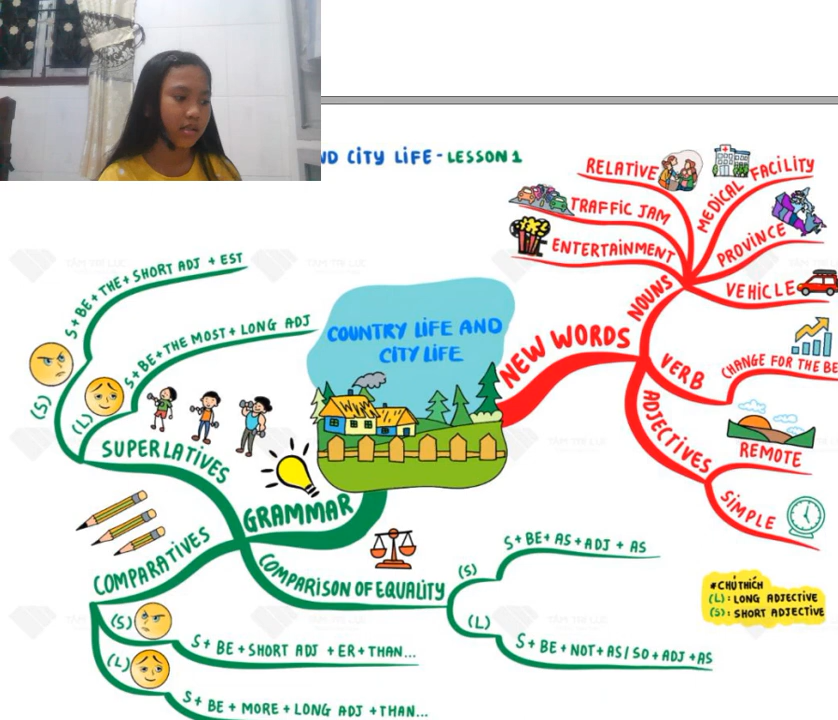 ND CITY LIFE - LESSON 1
COUNTRY LIFE AND
CITY LIFE
NEW WORDS
NOUNS
RELATIVE
TRAFFIC JAM
ENTERTAINMENT
MEDICAL FACILITY
PROVINCE
VEHICLE
VERB
CHANGE FOR THE BE
ADJECTIVES
REMOTE
SIMPLE
GRAMMAR
SUPERLATIVES
(S)
S + BE + THE + SHORT ADJ + EST
(L)
S + BE + THE MOST + LONG ADJ
COMPARATIVES
(S)
S + BE + SHORT ADJ + ER + THAN...
(L)
S + BE + MORE + LONG ADJ + THAN...
COMPARISON OF EQUALITY
(S)
S + BE + AS + ADJ + AS
(L)
S + BE + NOT + AS / SO + ADJ + AS
#CHÚ THÍCH
(L): LONG ADJECTIVE
(S): SHORT ADJECTIVE